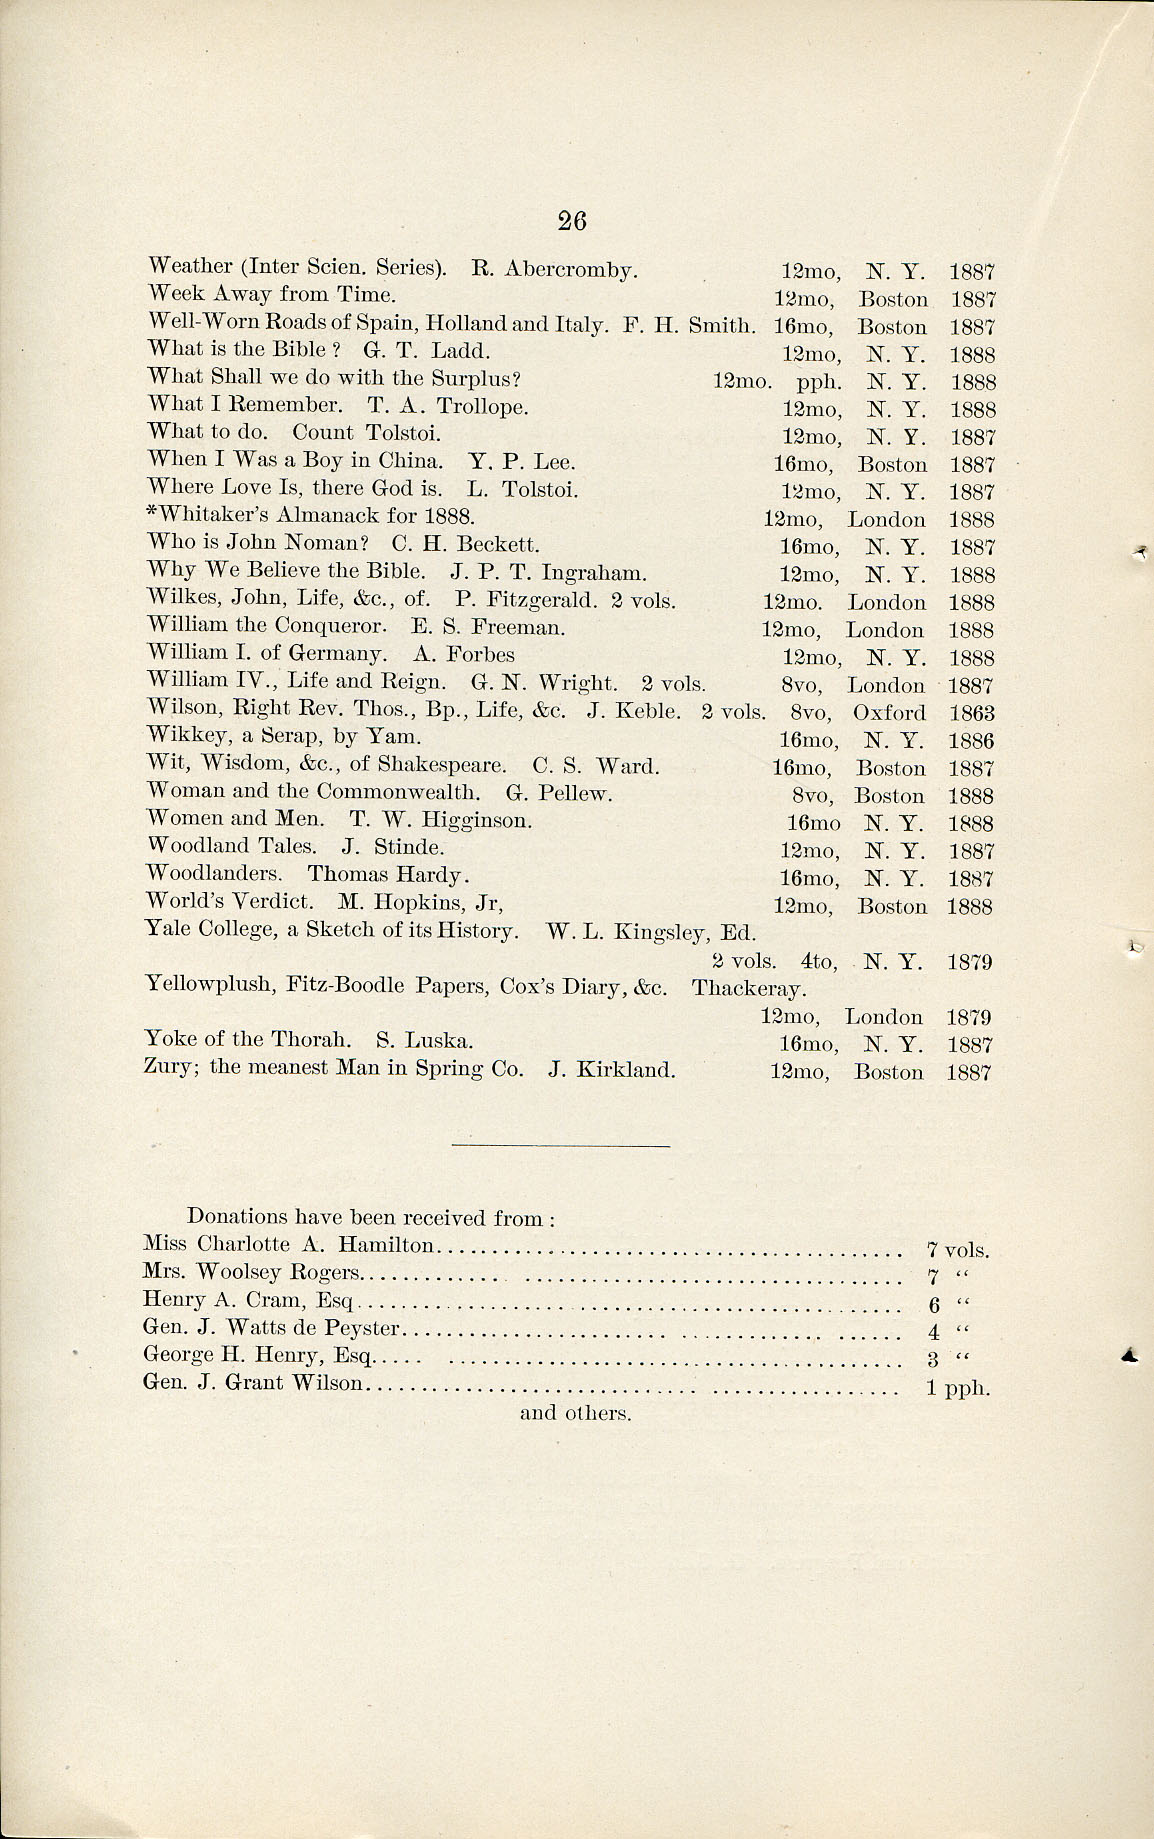 26
Weather (Inter Scien. Series). R. Abercromby. 12mo, N. Y. 1887
Week Away from Time. 12mo, Boston 1887
Well-Worn Roads of Spain, Holland and Italy. F. H. Smith. 16mo, Boston 1887
What is the Bible ? G. T. Ladd. 12mo, N. Y. 1888
What Shall we do with the Surplus? 12mo. pph. N. Y. 1888
What I Remember. T. A. Trollope. 12mo, N. Y. 1888
What to do. Count Tolstoi. 12mo, N. Y. 1887
When I Was a Boy in China. Y. P. Lee. 16mo, Boston 1887
Where Love Is, there God is. L. Tolstoi. 12mo, N. Y. 1887
*Whitaker's Almanack for 1888. 12mo, London 1888
Who is John Noman? C. H. Beckett. 16mo, N. Y. 1887
Why We Believe the Bible. J. P. T. Ingraham. 12mo, N. Y. 1888
Wilkes, John, Life, &c., of. P. Fitzgerald. 2 vols. 12mo. London 1888
William the Conqueror. E. S. Freeman. 12mo, London 1888
William I. of Germany. A. Forbes 12mo, N. Y. 1888
William IV., Life and Reign. G. N. Wright. 2 vols. 8vo, London 1887
Wilson, Right Rev. Thos., Bp., Life, &c. J. Keble. 2 vols. 8vo, Oxford 1863
Wikkey, a Serap, by Yam. 16mo, N. Y. 1886
Wit, Wisdom, &c., of Shakespeare. C. S. Ward. 16mo, Boston 1887
Woman and the Commonwealth. G. Pellew. 8vo, Boston 1888
Women and Men. T. W. Higginson. 16mo N. Y. 1888
Woodland Tales. J. Stinde. 12mo, N. Y. 1887
Woodlanders. Thomas Hardy. 16mo, N. Y. 1887
World's Verdict. M. Hopkins, Jr, 12mo, Boston 1888
Yale College, a Sketch of its History. W. L. Kingsley, Ed.
2 vols. 4to, N. Y. 1879
Yellowplush, Fitz-Boodle Papers, Cox's Diary, &c. Thackeray.
12mo, London 1879
Yoke of the Thorah. S. Luska. 16mo, N. Y. 1887
Zury; the meanest Man in Spring Co. J. Kirkland. 12mo, Boston 1887
Donations have been received from :
Miss Charlotte A. Hamilton........................................ 7 vols.
Mrs. Woolsey Rogers........................................ 7 "
Henry A. Cram, Esq........................................ 6 "
Gen. J. Watts de Peyster........................................ 4 "
George H. Henry, Esq........................................ 3 "
Gen. J. Grant Wilson........................................ 1 pph.
and others.